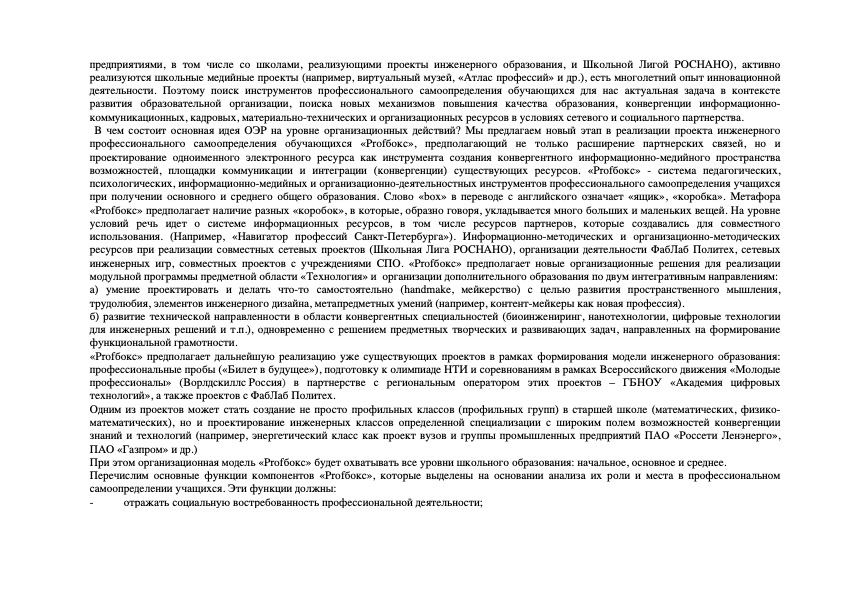 предприятиями, в том числе со школами, реализующими проекты инженерного образования, и Школьной Лигой РОСНАНО), активно
реализуются школьные медийные проекты (например, виртуальный музей, «Атлас профессий» и др.), есть многолетний опыт инновационной
деятельности. Поэтому поиск инструментов профессионального самоопределения обучающихся для нас актуальная задача в контексте
развития образовательной организации, поиска новых механизмов повышения качества образования, конвергенции информационно-
коммуникационных, кадровых, материально-технических и организационных ресурсов в условиях сетевого и социального партнерства.
В чем состоит основная идея ОЭР на уровне организационных действий? Мы предлагаем новый этап в реализации проекта инженерного
профессионального самоопределения обучающихся «Profбокс», предполагающий не только расширение партнерских связей, но и
проектирование одноименного электронного ресурса как инструмента создания конвергентного информационно-медийного пространства
возможностей, площадки коммуникации и интеграции (конвергенции) существующих ресурсов. «Profбокс» - система педагогических,
психологических, информационно-медийных и организационно-деятельностных инструментов профессионального самоопределения учащихся
при получении основного и среднего общего образования. Слово «box» в переводе с английского означает «ящик», «коробка». Метафора
«Profбокс» предполагает наличие разных «коробок», в которые, образно говоря, укладывается много больших и маленьких вещей. На уровне
условий речь идет о системе информационных ресурсов, в том числе ресурсов партнеров, которые создавались для совместного
использования. (Например, «Навигатор профессий Санкт-Петербурга»). Информационно-методических и организационно-методических
ресурсов при реализации совместных сетевых проектов (Школьная Лига РОСНАНО), организации деятельности ФабЛаб Политех, сетевых
инженерных игр, совместных проектов с учреждениями СПО. «Profбокс» предполагает новые организационные решения для реализации
модульной программы предметной области «Технология» и организации дополнительного образования по двум интегративным направлениям:
а) умение проектировать и делать что-то самостоятельно (handmake, мейкерство) с целью развития пространственного мышления,
трудолюбия, элементов инженерного дизайна, метапредметных умений (например, контент-мейкеры как новая профессия).
б) развитие технической направленности в области конвергентных специальностей (биоинжениринг, нанотехнологии, цифровые технологии
для инженерных решений и т.п.), одновременно с решением предметных творческих и развивающих задач, направленных на формирование
функциональной грамотности.
«Profбокс» предполагает дальнейшую реализацию уже существующих проектов в рамках формирования модели инженерного образования:
профессиональные пробы («Билет в будущее»), подготовку к олимпиаде НТИ и соревнованиям в рамках Всероссийского движения «Молодые
профессионалы» (Ворлдскиллс Россия) в партнерстве с региональным оператором этих проектов – ГБНОУ «Академия цифровых
технологий», а также проектов с ФабЛаб Политех.
Одним из проектов может стать создание не просто профильных классов (профильных групп) в старшей школе (математических, физико-
математических), но и проектирование инженерных классов определенной специализации с широким полем возможностей конвергенции
знаний и технологий (например, энергетический класс как проект вузов и группы промышленных предприятий ПАО «Россети Ленэнерго»,
ПАО «Газпром» и др.)
При этом организационная модель «Profбокс» будет охватывать все уровни школьного образования: начальное, основное и среднее.
Перечислим основные функции компонентов «Profбокс», которые выделены на основании анализа их роли и места в профессиональном
самоопределении учащихся. Эти функции должны:
- отражать социальную востребованность профессиональной деятельности;